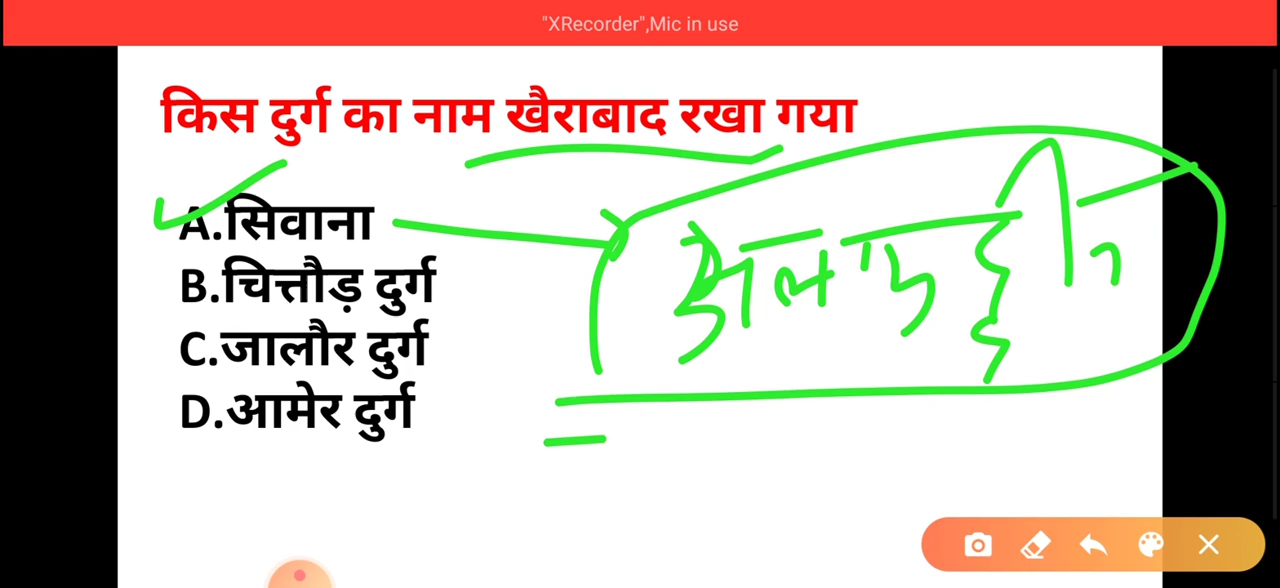 "XRecorder",Mic in use
किस दुर्ग का नाम खैराबाद रखा गया
A.सिवाना
B.चित्तौड़ दुर्ग
C.जालौर दुर्ग
D.आमेर दुर्ग